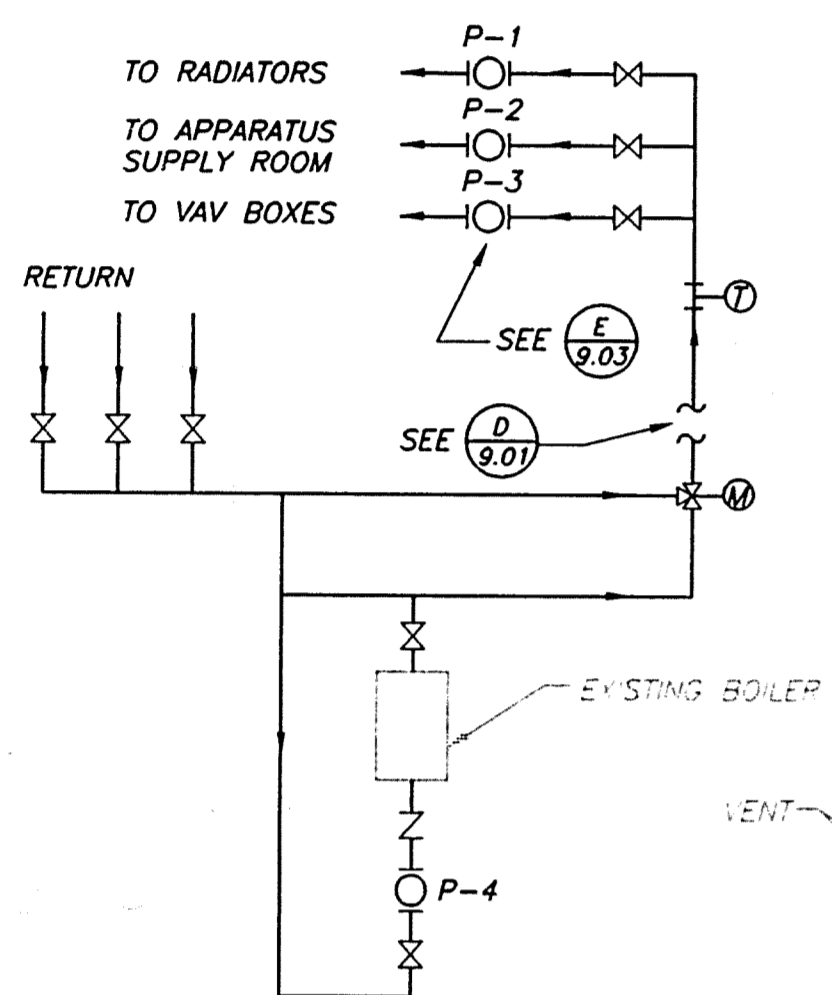 P-1
TO RADIATORS
P-2
TO APPARATUS
SUPPLY ROOM
P-3
TO VAV BOXES
RETURN
T
SEE E
9.03
SEE D
9.01
M
EXISTING BOILER
VENT
P-4